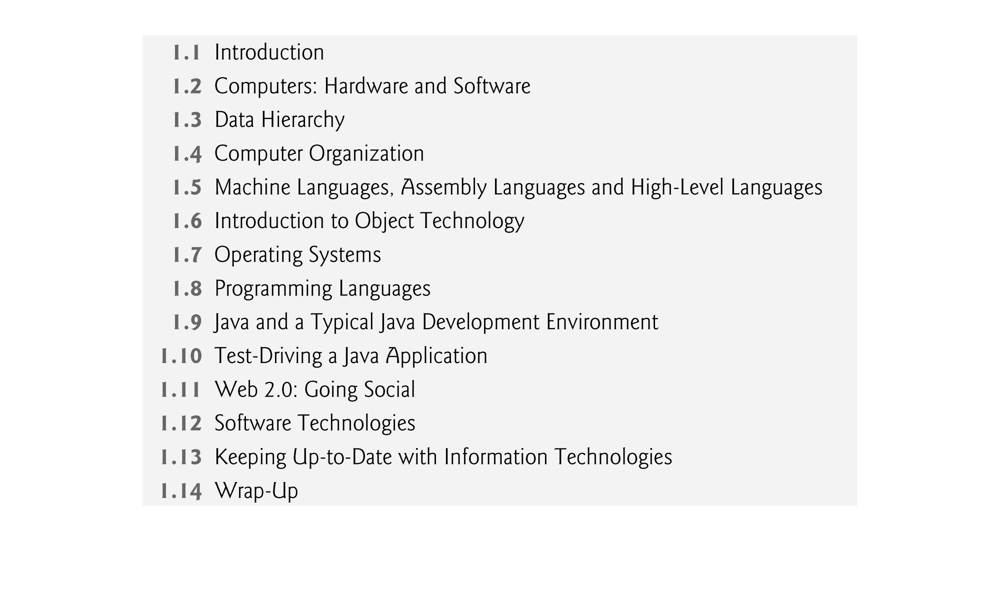 1.1 Introduction
1.2 Computers: Hardware and Software
1.3 Data Hierarchy
1.4 Computer Organization
1.5 Machine Languages, Assembly Languages and High-Level Languages
1.6 Introduction to Object Technology
1.7 Operating Systems
1.8 Programming Languages
1.9 Java and a Typical Java Development Environment
1.10 Test-Driving a Java Application
1.11 Web 2.0: Going Social
1.12 Software Technologies
1.13 Keeping Up-to-Date with Information Technologies
1.14 Wrap-Up